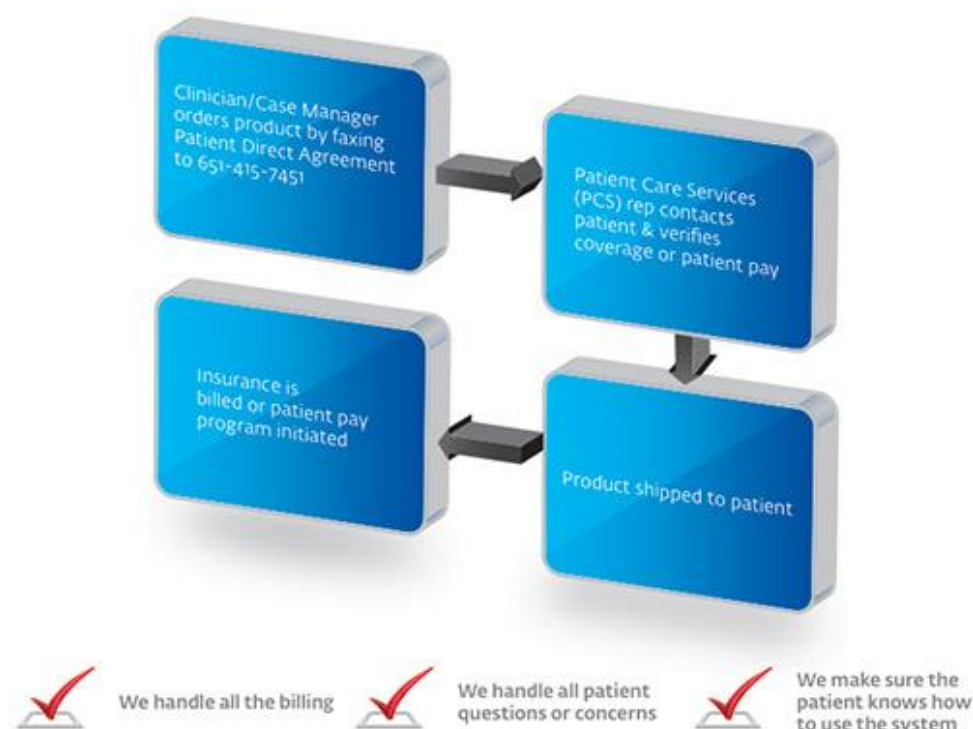 Clinician/Case Manager
orders product by faxing
Patient Direct Agreement
to 651-415-7451
Patient Care Services
(PCS) rep contacts
patient & verifies
coverage or patient pay
Product shipped to patient
Insurance is
billed or patient pay
program initiated
We handle all the billing
We handle all patient
questions or concerns
We make sure the
patient knows how
to use the system